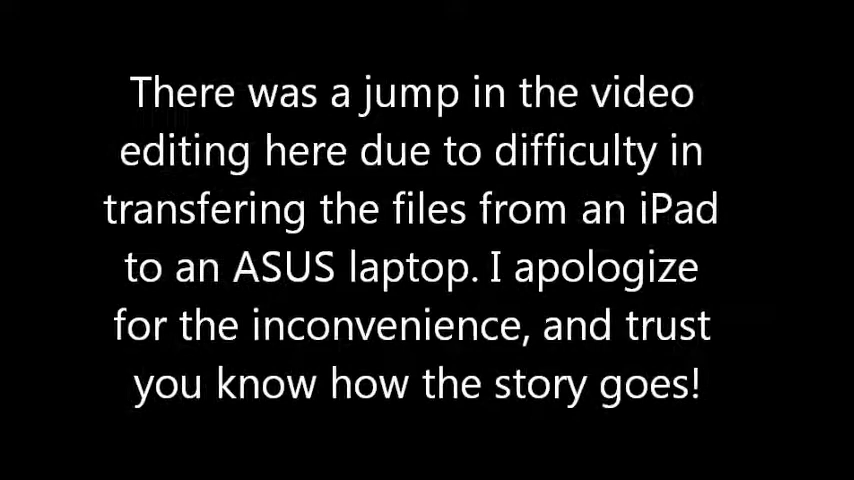 There was a jump in the video
editing here due to difficulty in
transfering the files from an iPad
to an ASUS laptop. I apologize
for the inconvenience, and trust
you know how the story goes!